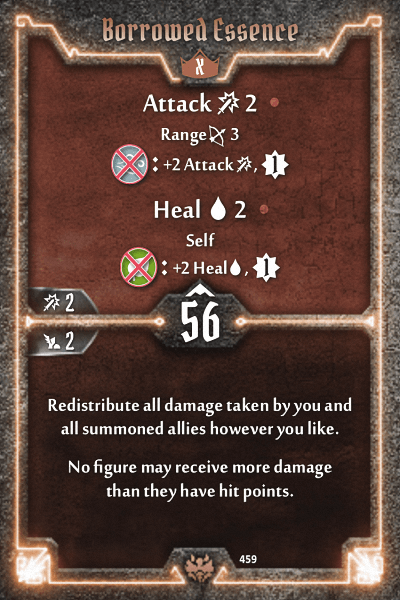 Borrowed Essence
X
Attack 2
Range 3
: +2 Attack, 1
Heal 2
Self
: +2 Heal, 1
2
56
2
Redistribute all damage taken by you and
all summoned allies however you like.
No figure may receive more damage
than they have hit points.
459